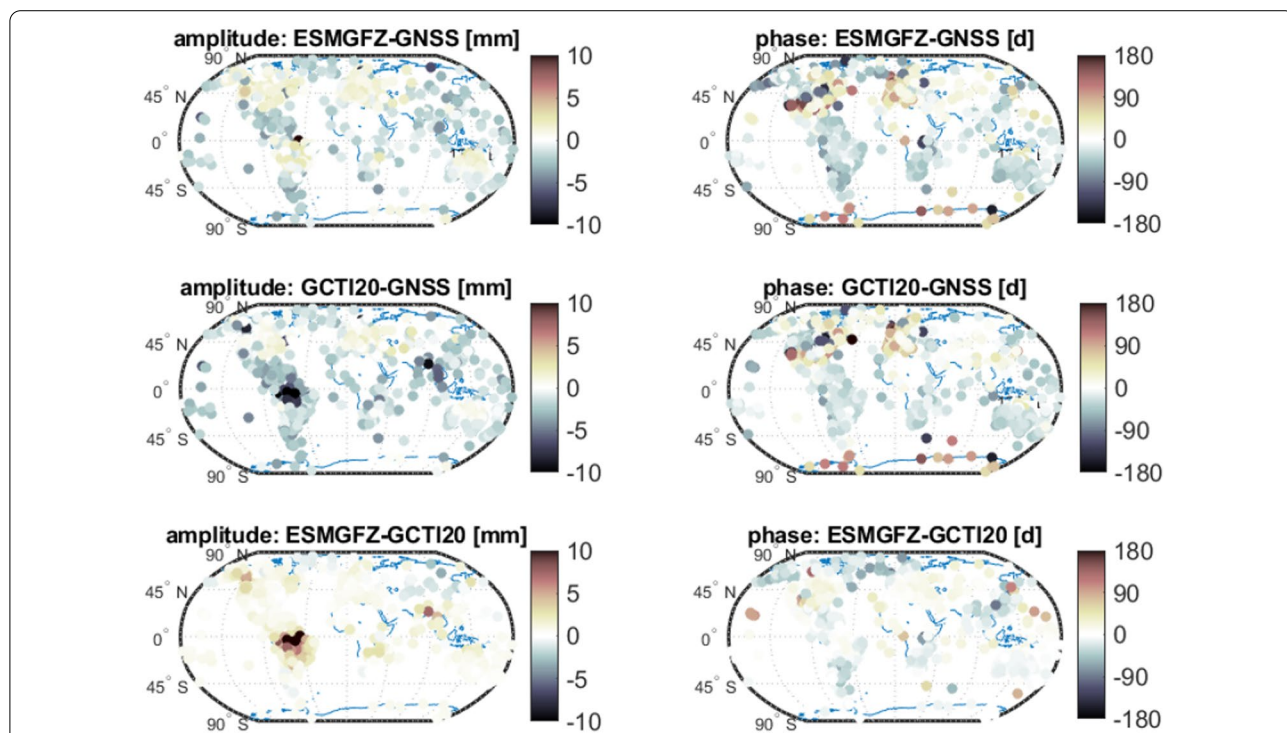 amplitude: ESMGFZ-GNSS [mm]
90° N
45° N
0°
45° S
90° S
10
5
0
-5
-10
phase: ESMGFZ-GNSS [d]
90° N
45° N
0°
45° S
90° S
180
90
0
-90
-180
amplitude: GCTI20-GNSS [mm]
90° N
45° N
0°
45° S
90° S
10
5
0
-5
-10
phase: GCTI20-GNSS [d]
90° N
45° N
0°
45° S
90° S
180
90
0
-90
-180
amplitude: ESMGFZ-GCTI20 [mm]
90° N
45° N
0°
45° S
90° S
10
5
0
-5
-10
phase: ESMGFZ-GCTI20 [d]
90° N
45° N
0°
45° S
90° S
180
90
0
-90
-180